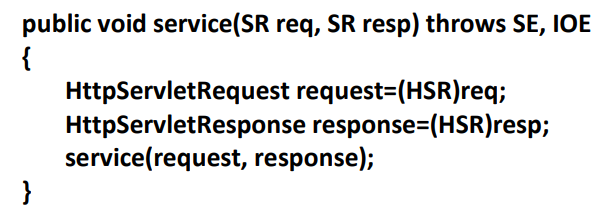 public void service(SR req, SR resp) throws SE, IOE
{
HttpServletRequest request=(HSR)req;
HttpServletResponse response=(HSR)resp;
service(request, response);
}